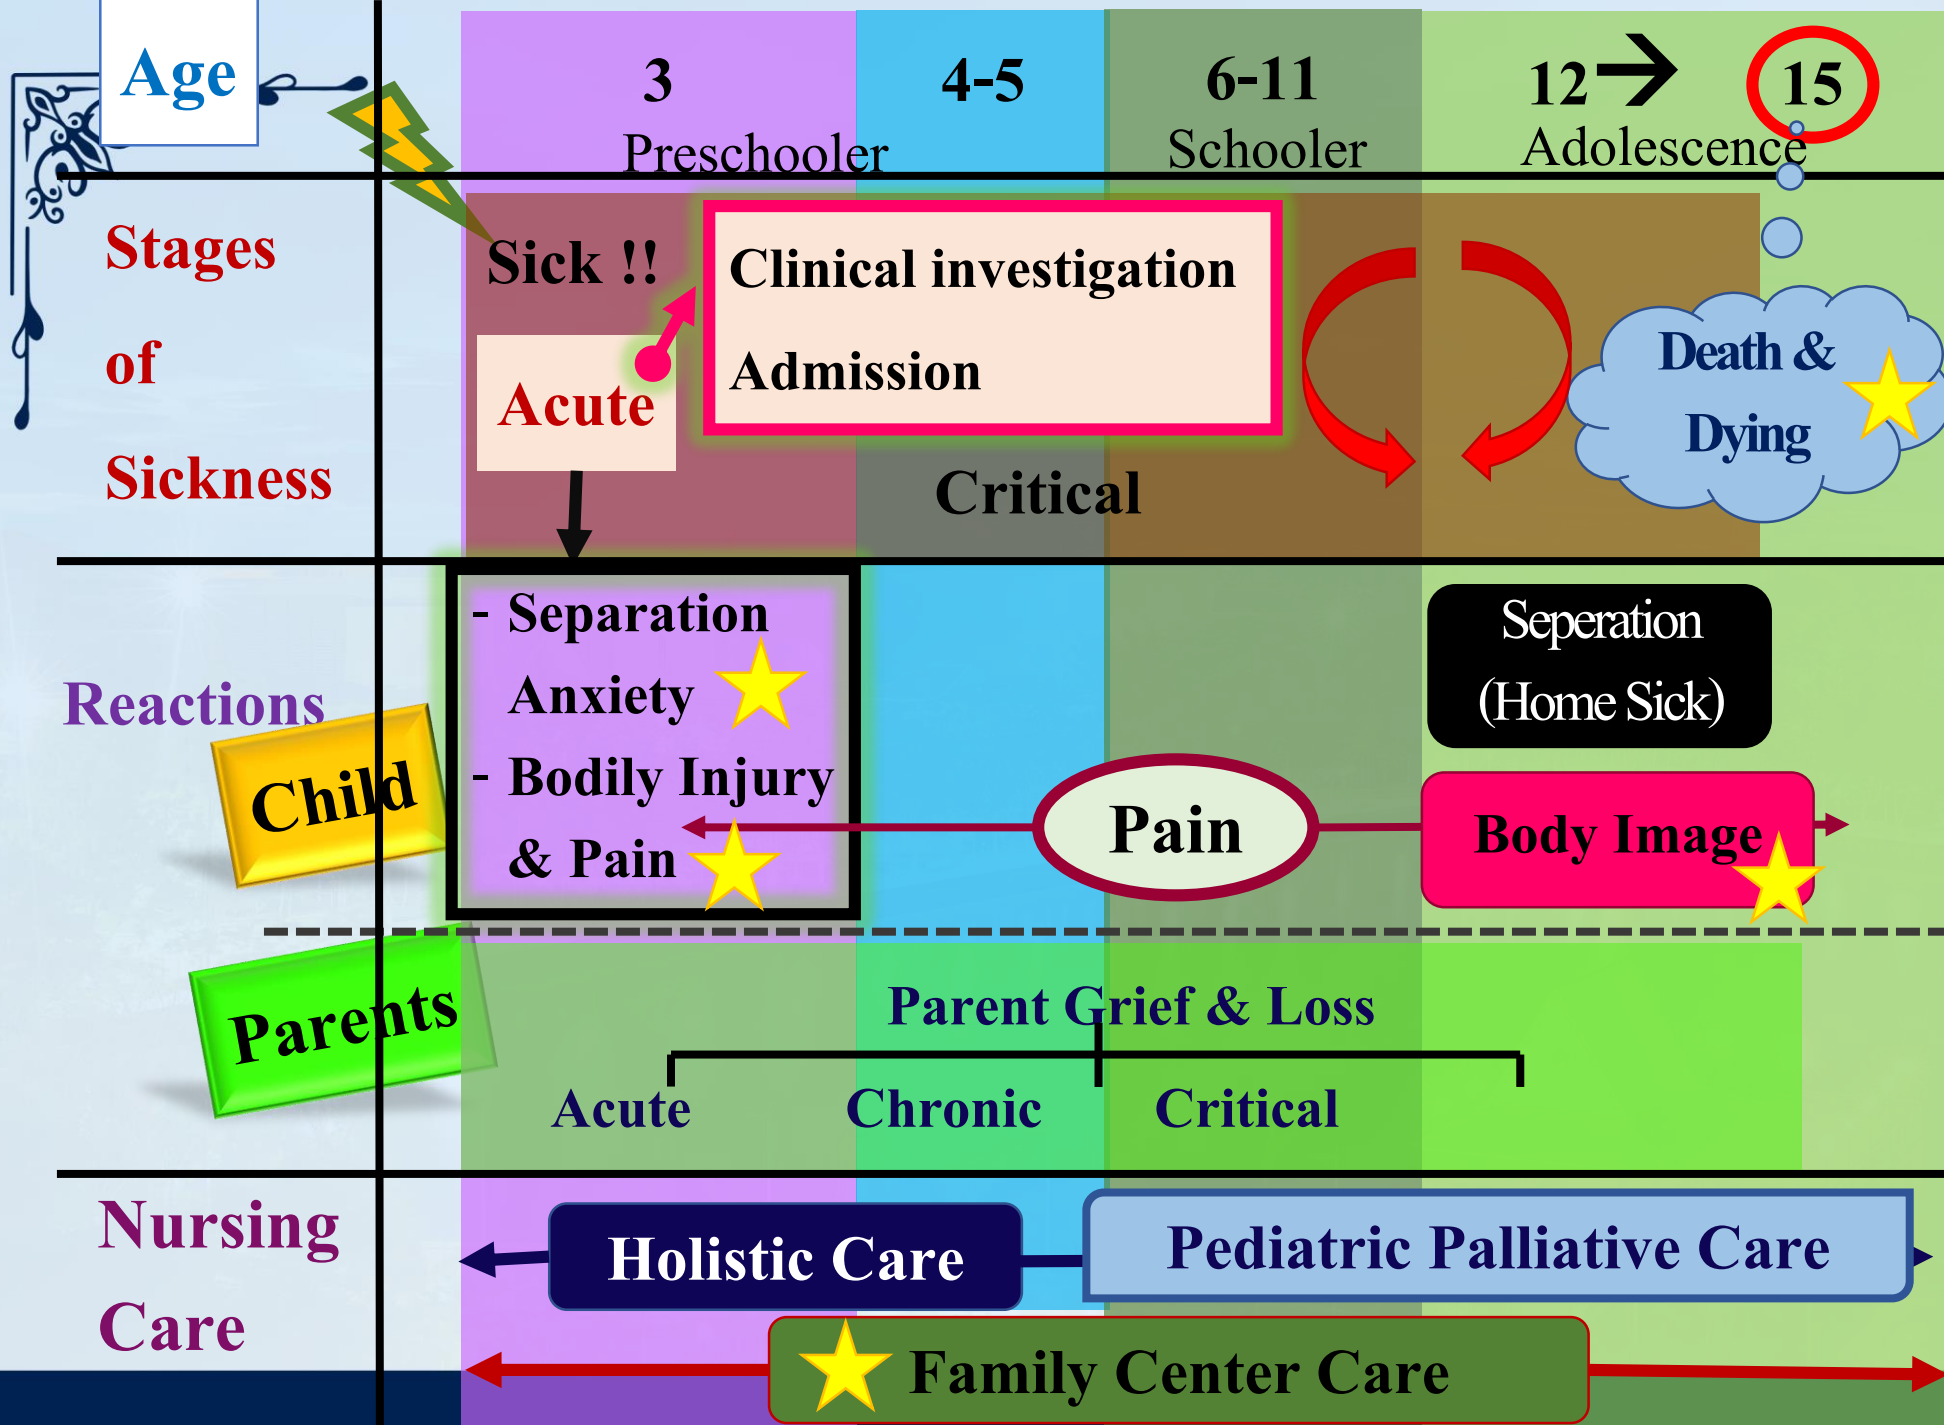 Age
3
4-5
6-11
12 → 15
Preschooler
Schooler
Adolescence
Stages
of
Sickness
Sick !!
Acute
Clinical investigation
Admission
Critical
Death &
Dying
Reactions
Child
- Separation
Anxiety
- Bodily Injury
& Pain
Pain
Seperation
(Home Sick)
Body Image
Parents
Parent Grief & Loss
Acute
Chronic
Critical
Nursing
Care
Holistic Care
Pediatric Palliative Care
Family Center Care